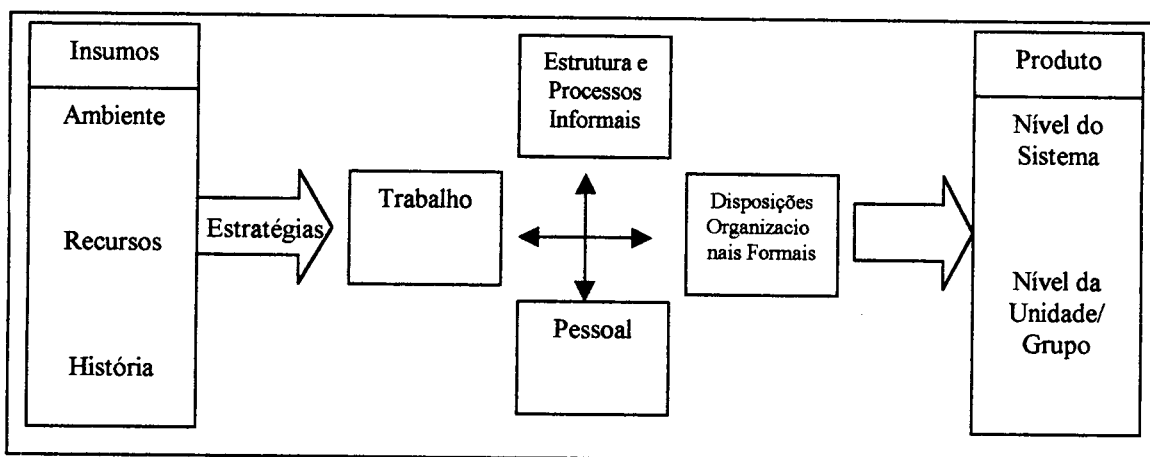 Insumos
Ambiente
Recursos
História
Estratégias
Trabalho
Estrutura e
Processos
Informais
Pessoal
Disposições
Organizacio
nais Formais
Produto
Nível do
Sistema
Nível da
Unidade/
Grupo